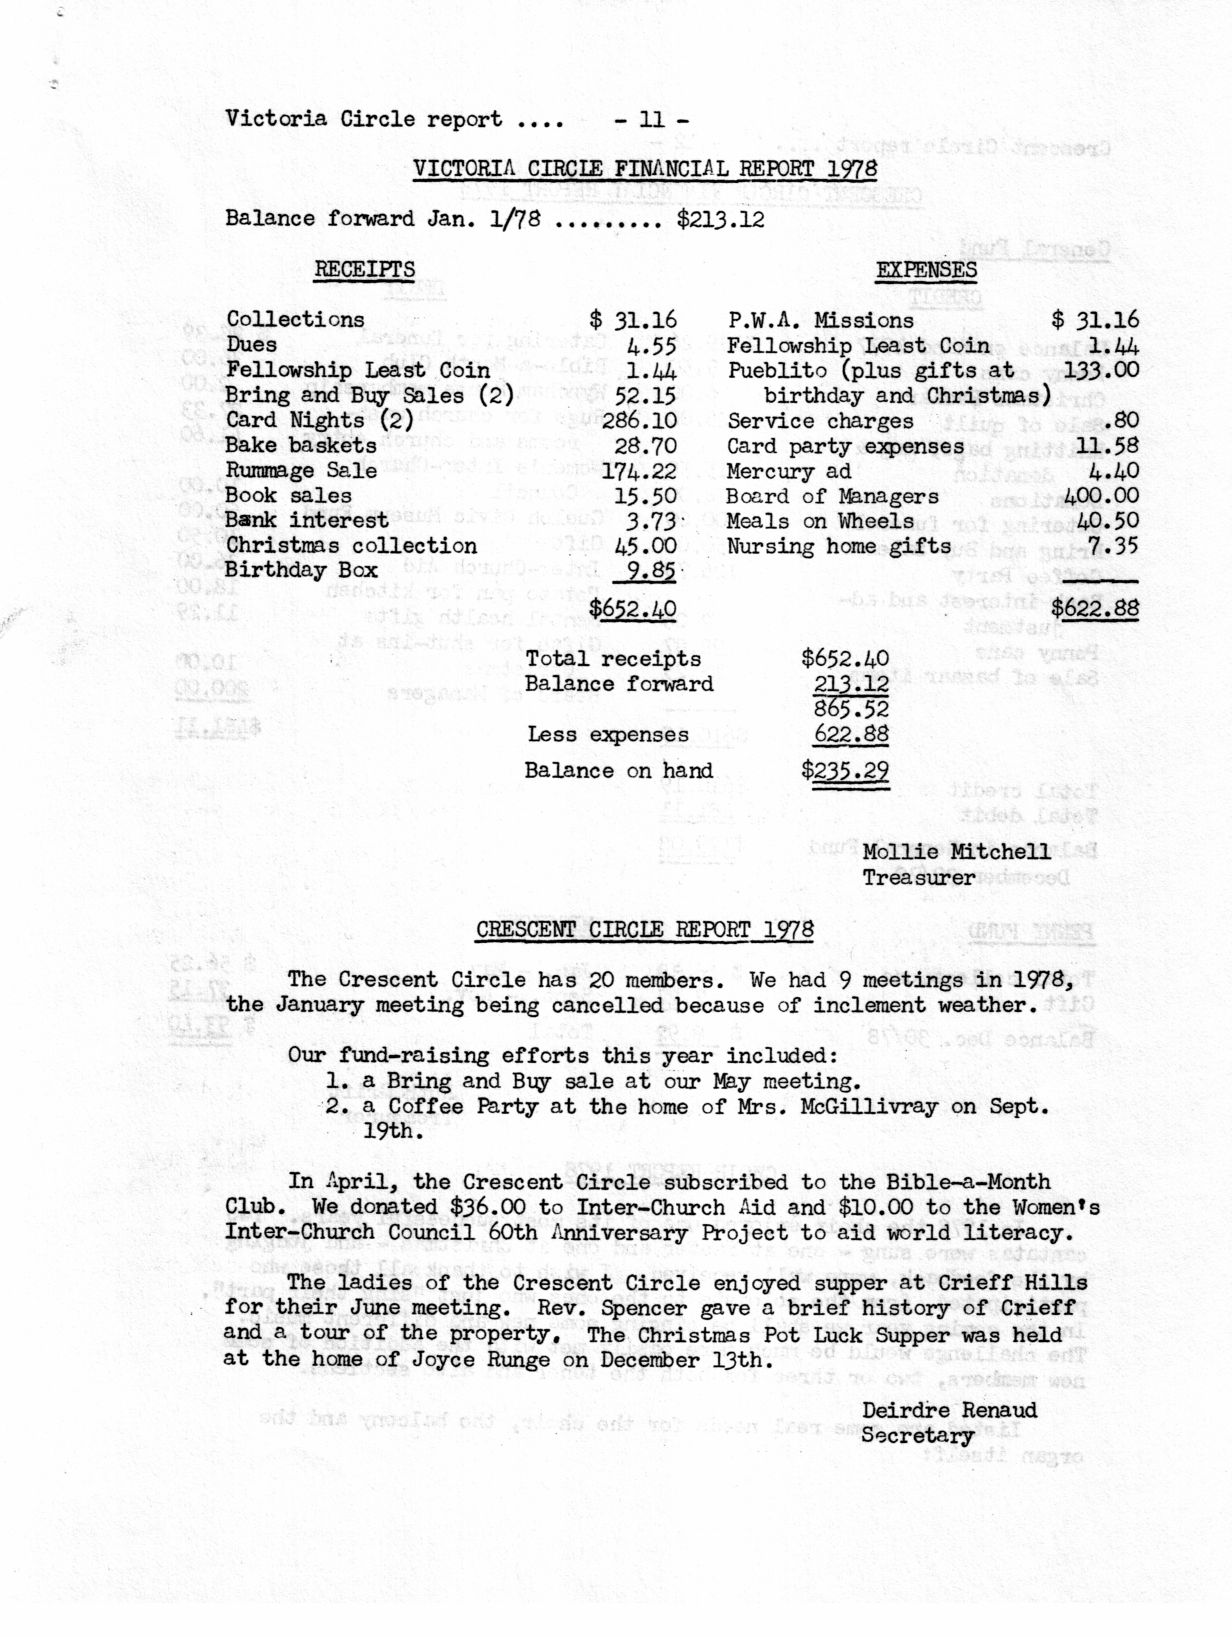 Victoria Circle report .... - 11 -
VICTORIA CIRCLE FINANCIAL REPORT 1978
Balance forward Jan. 1/78 ......... $213.12
RECEIPTS EXPENSES
Collections $ 31.16 P.W.A. Missions $ 31.16
Dues 4.55 Fellowship Least Coin 1.44
Fellowship Least Coin 1.44 Pueblito (plus gifts at 133.00
Bring and Buy Sales (2) 52.15 birthday and Christmas)
Card Nights (2) 286.10 Service charges .80
Bake baskets 28.70 Card party expenses 11.58
Rummage Sale 174.22 Mercury ad 4.40
Book sales 15.50 Board of Managers 400.00
Bank interest 3.73 Meals on Wheels 40.50
Christmas collection 45.00 Nursing home gifts 7.35
Birthday Box 9.85
$652.40 $622.88
Total receipts $652.40
Balance forward 213.12
865.52
Less expenses 622.88
Balance on hand $235.29
Mollie Mitchell
Treasurer
CRESCENT CIRCLE REPORT 1978
The Crescent Circle has 20 members. We had 9 meetings in 1978,
the January meeting being cancelled because of inclement weather.
Our fund-raising efforts this year included:
1. a Bring and Buy sale at our May meeting.
2. a Coffee Party at the home of Mrs. McGillivray on Sept.
19th.
In April, the Crescent Circle subscribed to the Bible-a-Month
Club. We donated $36.00 to Inter-Church Aid and $10.00 to the Women's
Inter-Church Council 60th Anniversary Project to aid world literacy.
The ladies of the Crescent Circle enjoyed supper at Crieff Hills
for their June meeting. Rev. Spencer gave a brief history of Crieff
and a tour of the property. The Christmas Pot Luck Supper was held
at the home of Joyce Runge on December 13th.
Deirdre Renaud
Secretary